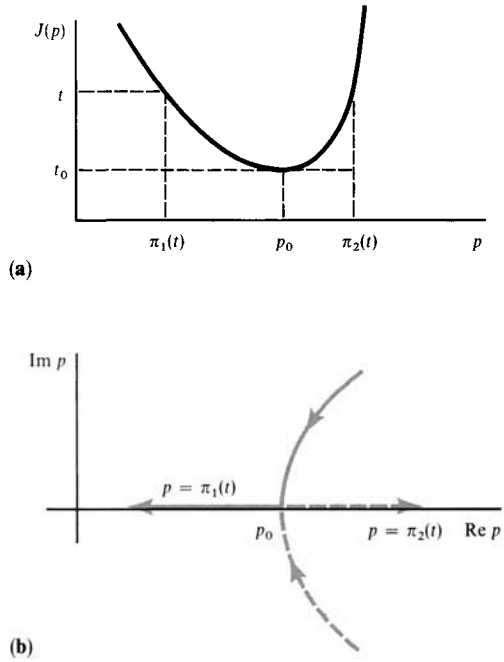 J(p)
t
t₀
π₁(t) p₀ π₂(t) p
(a)
Im p
p = π₁(t)
p₀ p = π₂(t) Re p
(b)